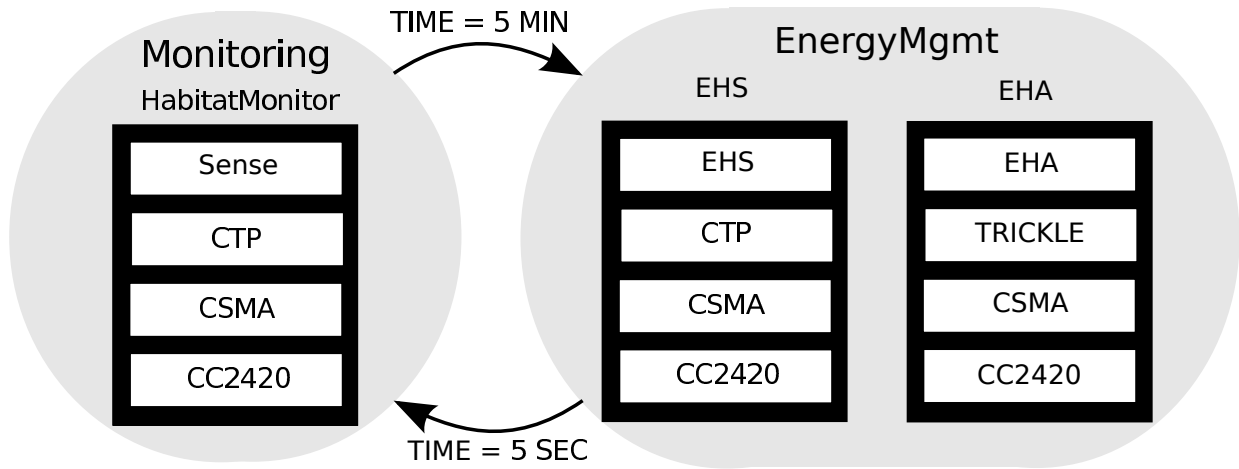 TIME = 5 MIN
Monitoring
HabitatMonitor
Sense
CTP
CSMA
CC2420
EnergyMgmt
EHS
EHS
CTP
CSMA
CC2420
EHA
EHA
TRICKLE
CSMA
CC2420
TIME = 5 SEC